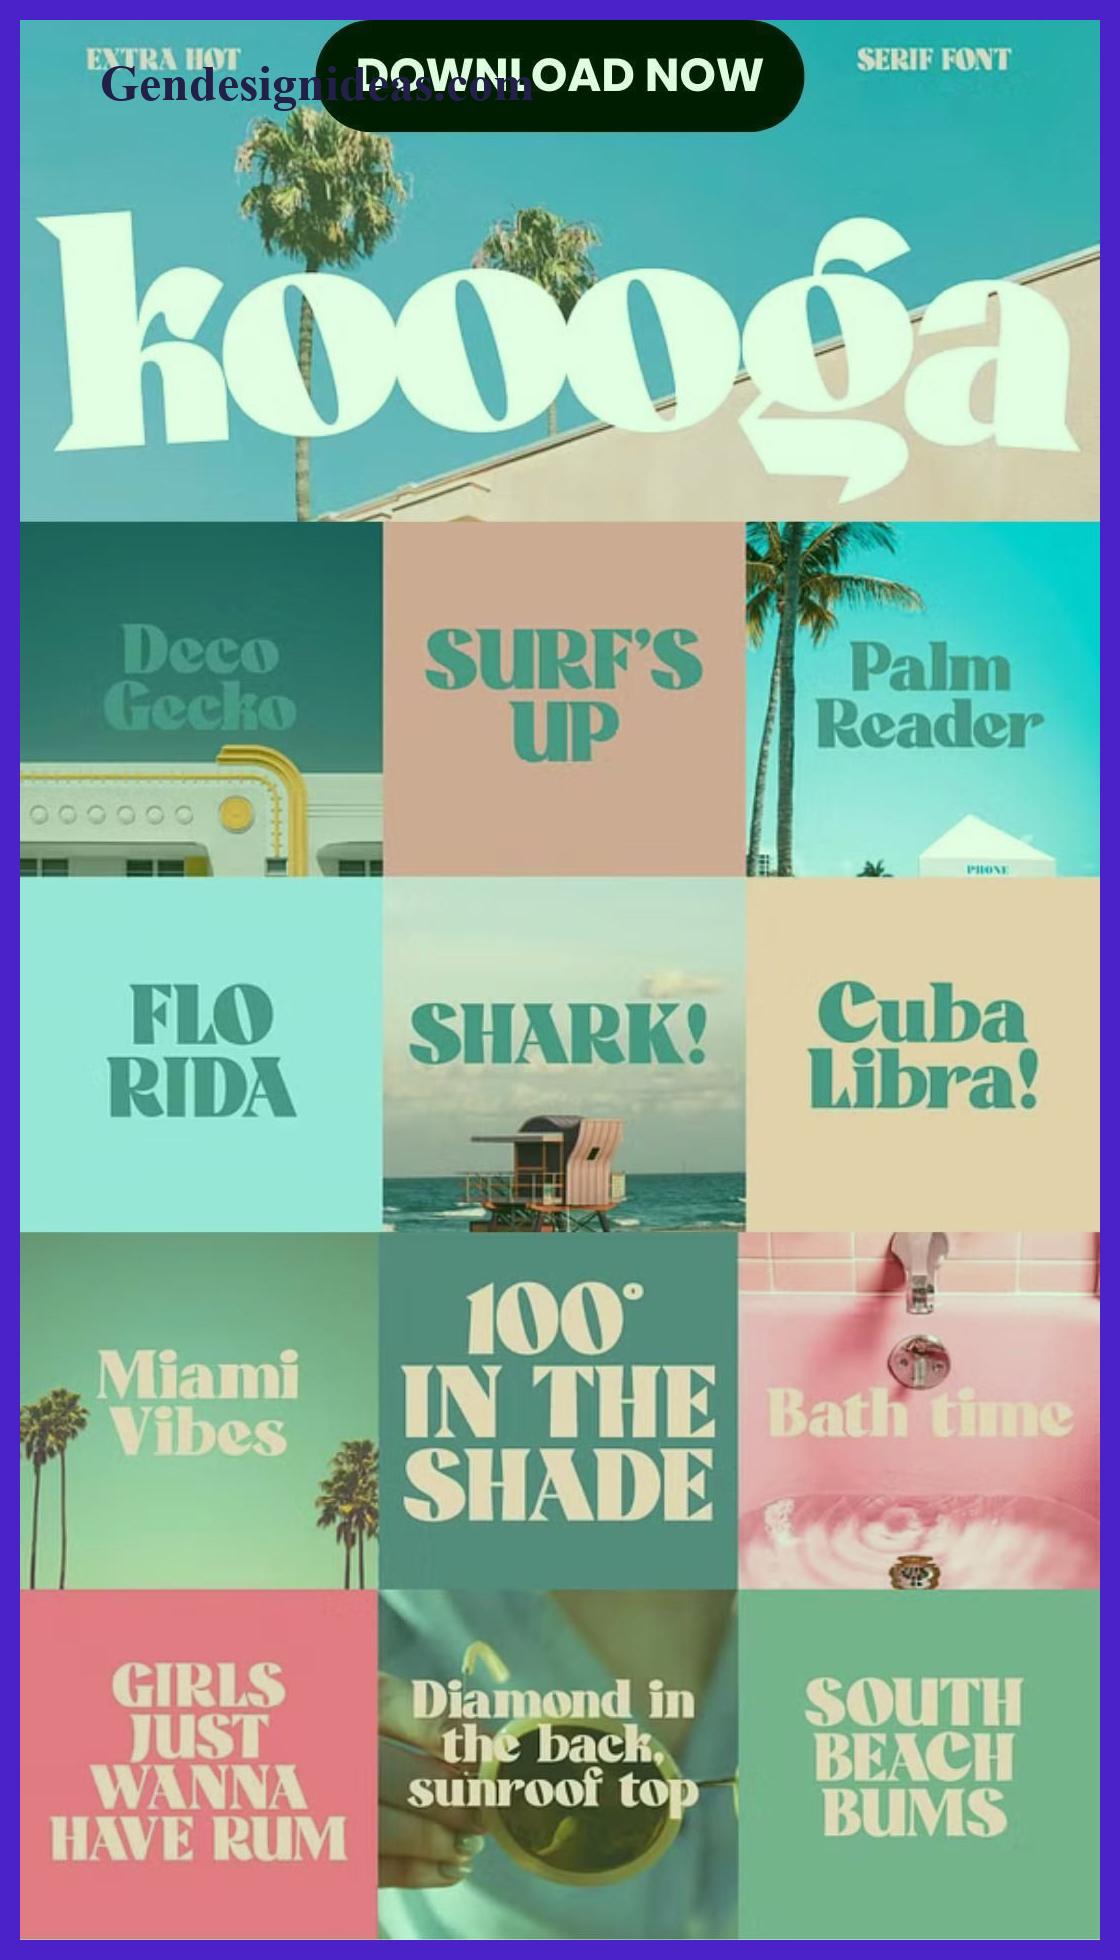 EXTRA HOT
Gendesignideas.com
DOWNLOAD NOW
SERIF FONT
koooga
Deco
Gecko
SURF'S
UP
Palm
Reader
PHONE
FLO
RIDA
SHARK!
Cuba
Libra!
Miami
Vibes
100°
IN THE
SHADE
Bath time
GIRLS
JUST
WANNA
HAVE RUM
Diamond in
the back,
sunroof top
SOUTH
BEACH
BUMS